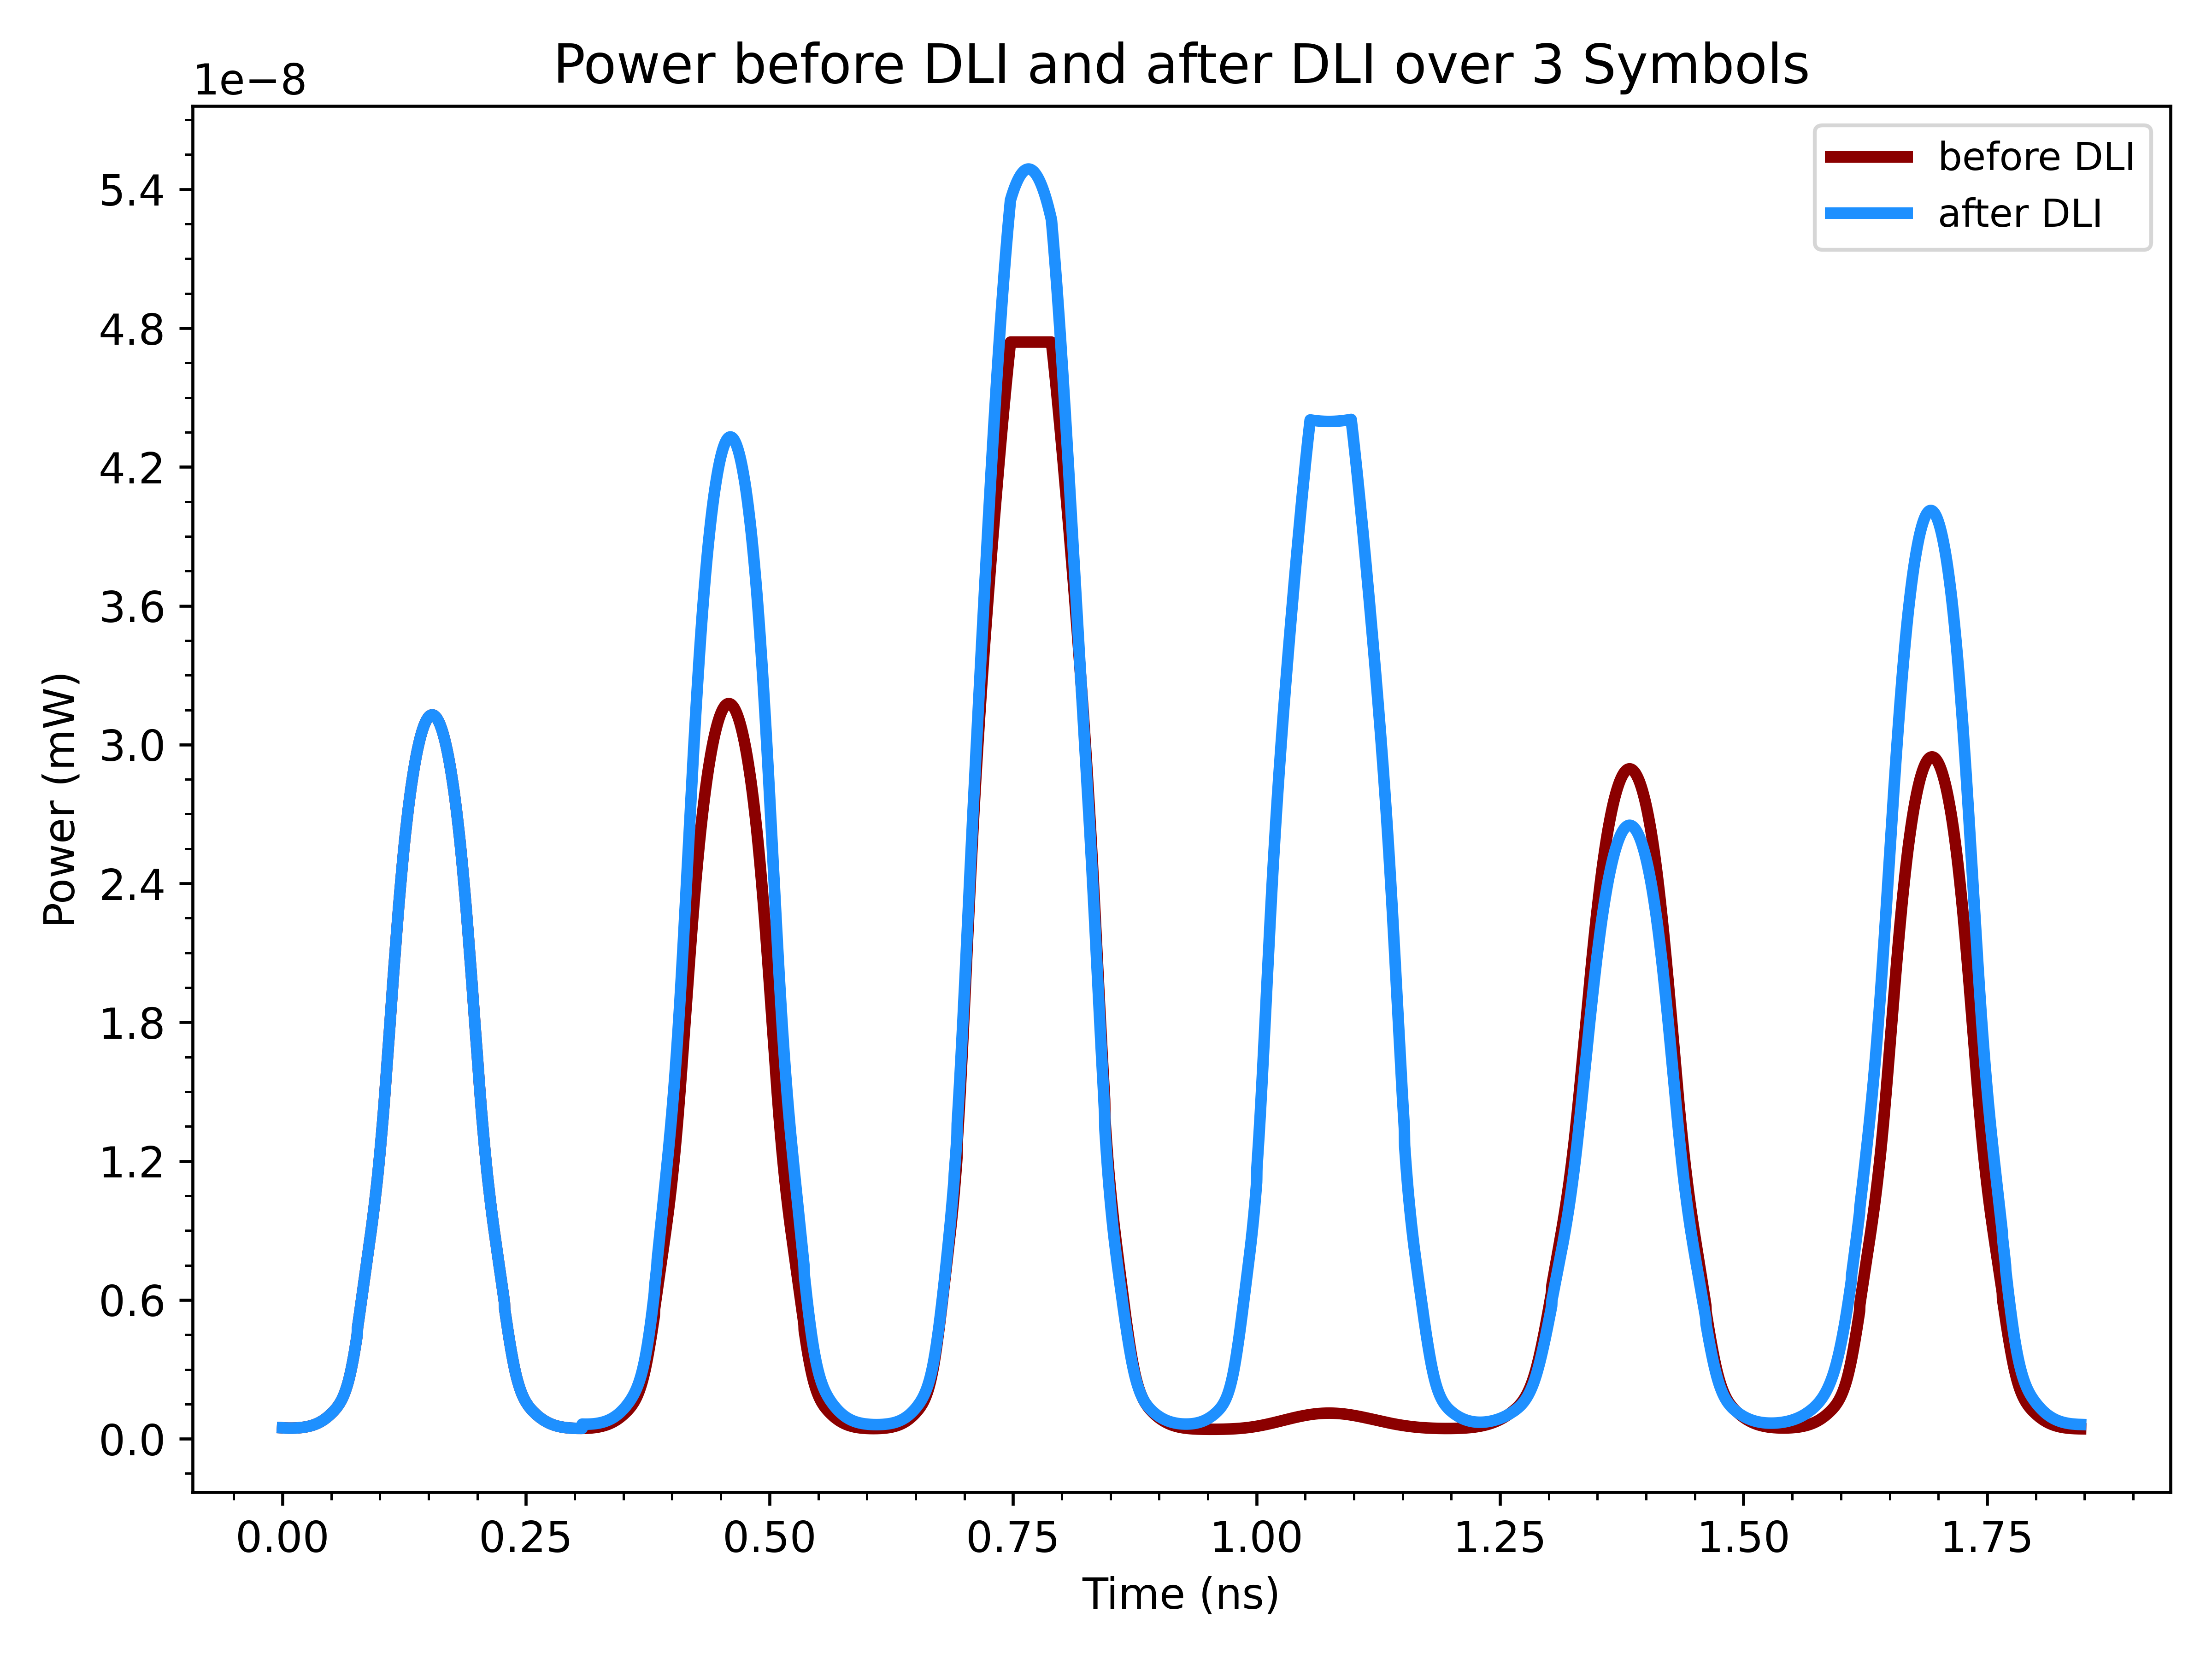 Power before DLI and after DLI over 3 Symbols
1e−8
before DLI
after DLI
5.4
4.8
4.2
3.6
3.0
2.4
1.8
1.2
0.6
0.0
Power (mW)
0.00 0.25 0.50 0.75 1.00 1.25 1.50 1.75
Time (ns)